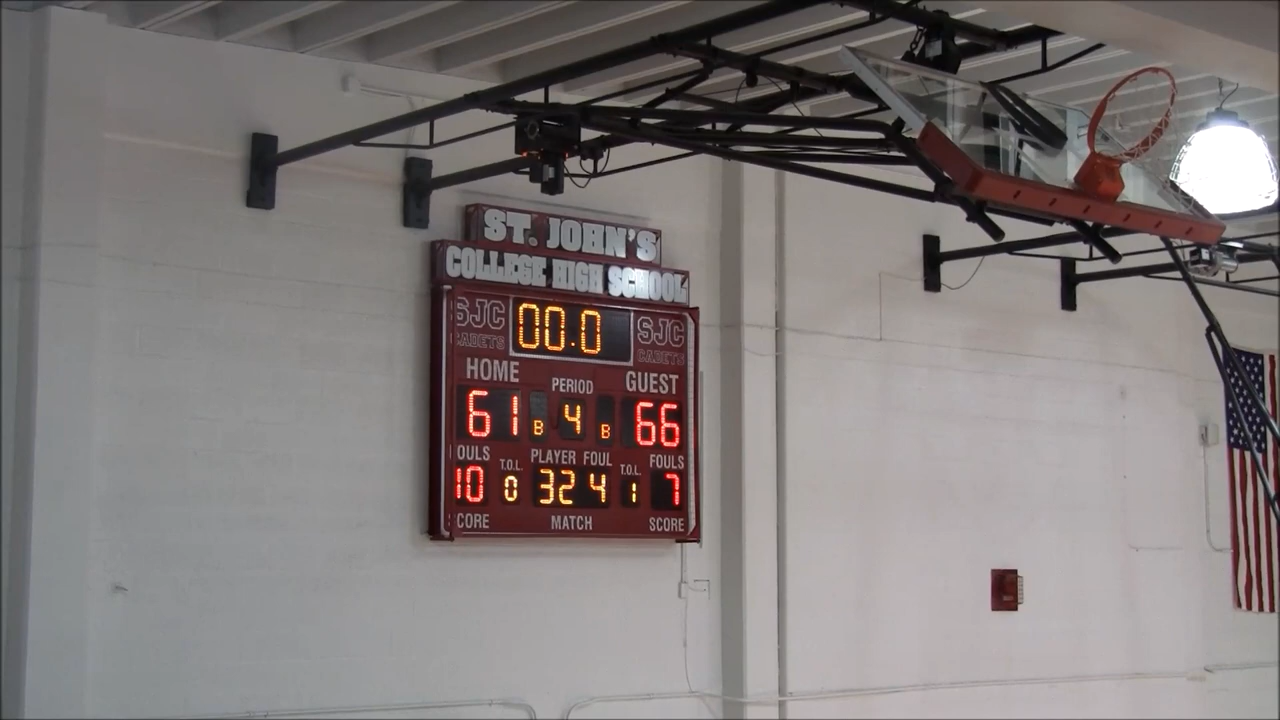 ST. JOHN'S
COLLEGE HIGH SCHOOL
SJC 00.0 SJC
CADETS CADETS
HOME PERIOD GUEST
61 B 4 B 66
OULS T.O.L. PLAYER FOUL T.O.L. FOULS
10 0 32 4 1 7
CORE MATCH SCORE